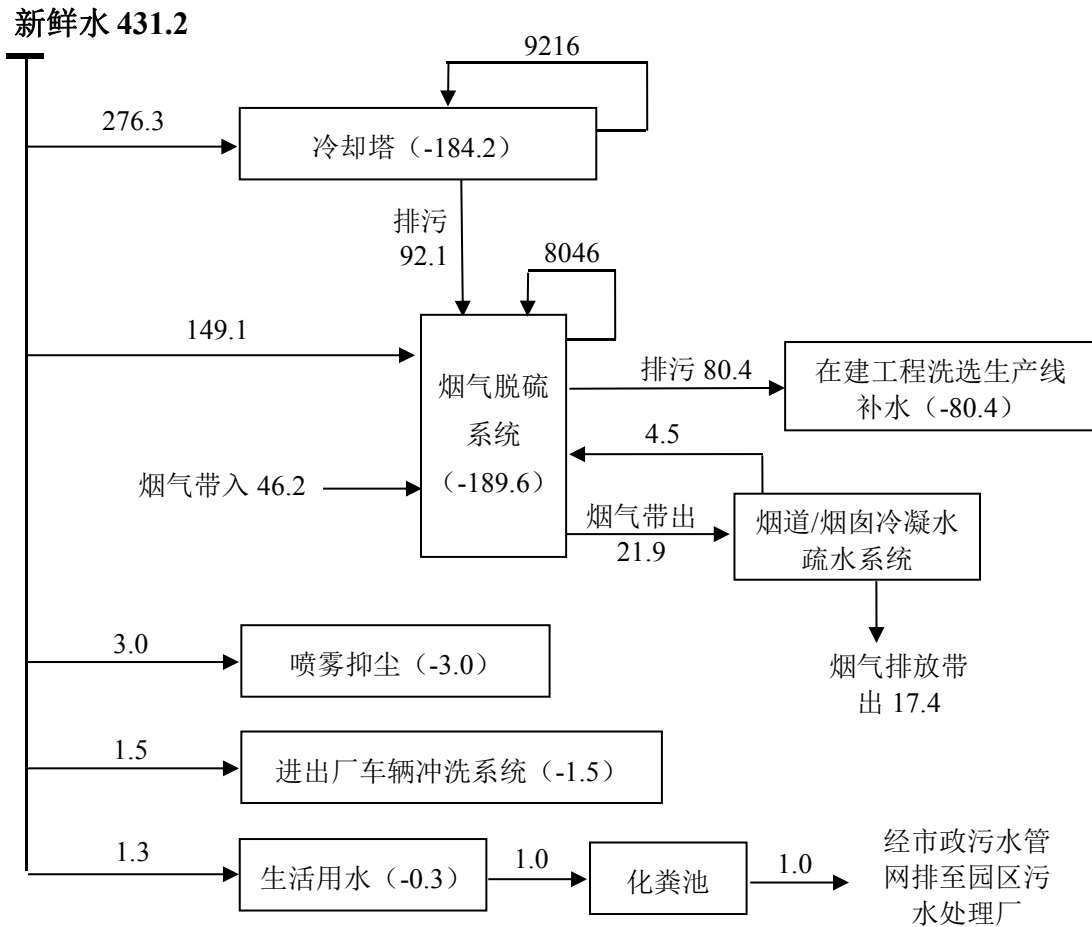 新鲜水 431.2
9216
276.3
冷却塔（-184.2）
排污
92.1
8046
149.1
烟气脱硫
系统
（-189.6）
排污 80.4
在建工程洗选生产线
补水（-80.4）
4.5
烟气带入 46.2
烟气带出
21.9
烟道/烟囱冷凝水
疏水系统
烟气排放带
出 17.4
3.0
喷雾抑尘（-3.0）
1.5
进出厂车辆冲洗系统（-1.5）
1.3
生活用水（-0.3）
1.0
化粪池
1.0
经市政污水管
网排至园区污
水处理厂